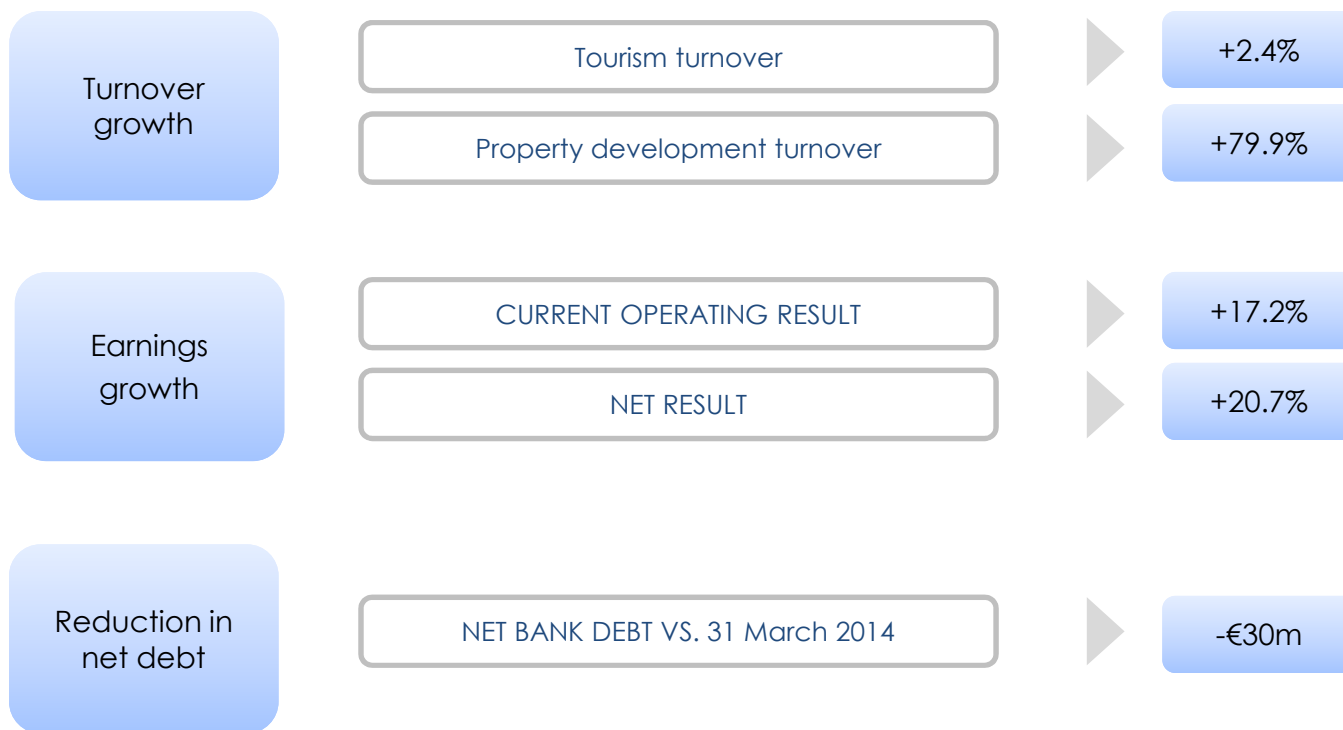 Turnover
growth
Tourism turnover
+2.4%
Property development turnover
+79.9%
Earnings
growth
CURRENT OPERATING RESULT
+17.2%
NET RESULT
+20.7%
Reduction in
net debt
NET BANK DEBT VS. 31 March 2014
-€30m